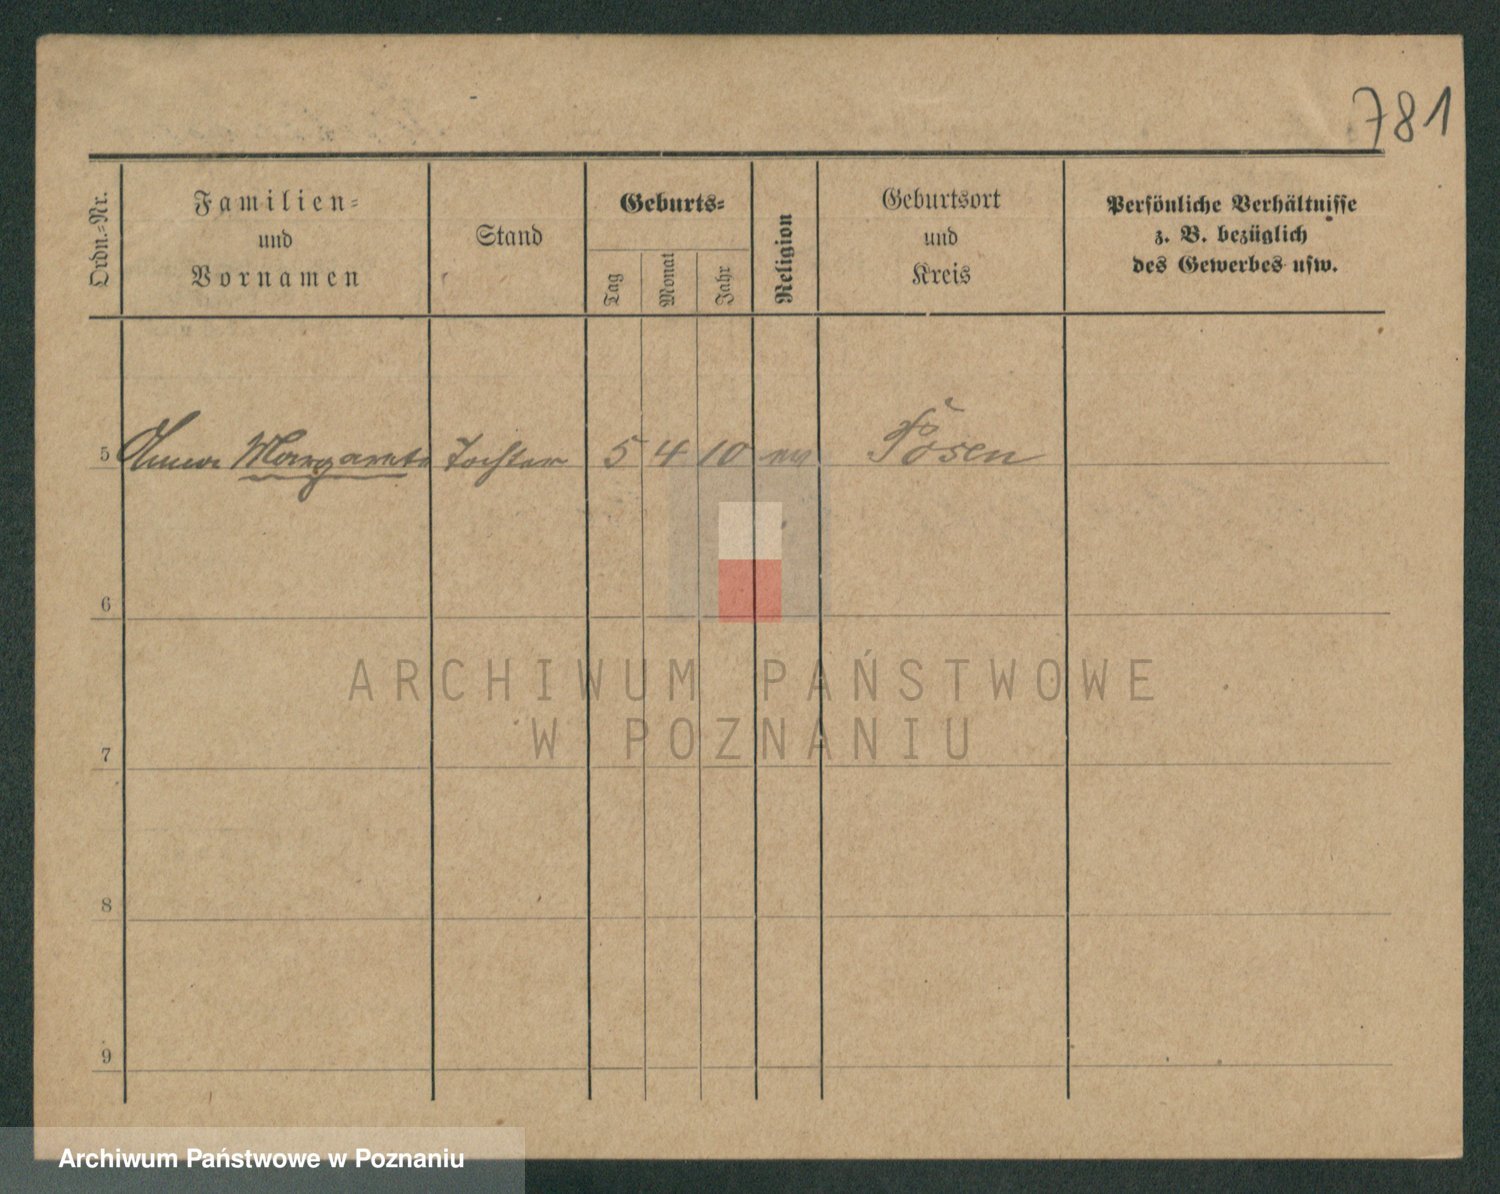 781
Ordn.-Nr.
Familien-
und
Vornamen
Stand
Geburts-
Tag
Monat
Jahr
Religion
Geburtsort
und
Kreis
Persönliche Verhältnisse
z. B. bezüglich
des Gewerbes usw.
5 Anna Margarete Tochter 5 4 10 ev Posen
6
7
8
9
ARCHIWUM PAŃSTWOWE
W POZNANIU
Archiwum Państwowe w Poznaniu